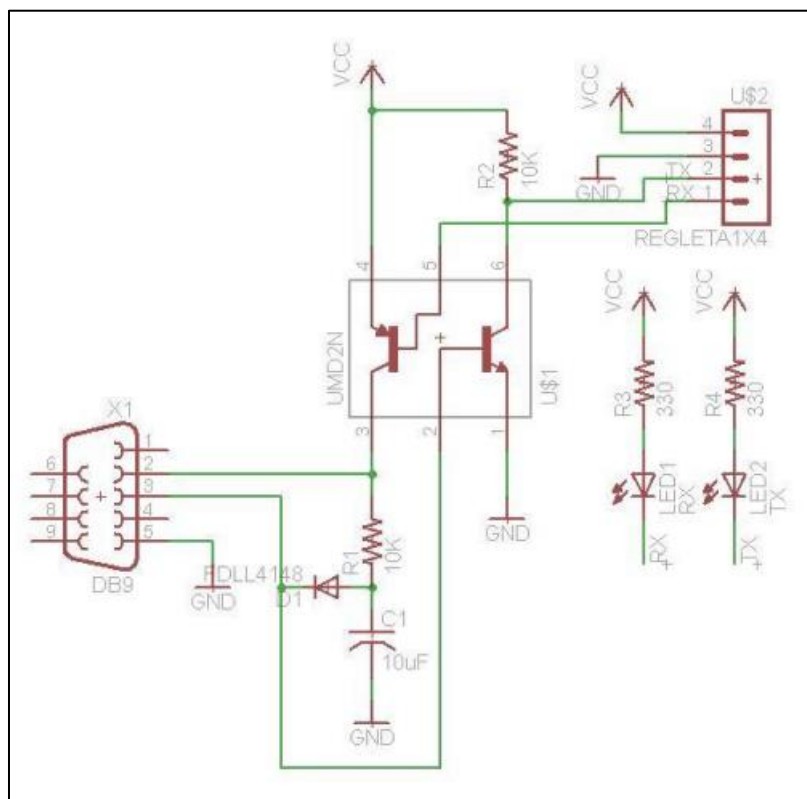 VCC
VCC
U$2
R2
10K
4
3
GND
TX
2
RX
1
+
REGLETA1X4
4
5
6
UMD2N
+
U$1
3
2
1
VCC
VCC
R3
330
R4
330
X1
1
6
2
7
+
3
8
4
9
5
DB9
GND
GND
LED1
RX
LED2
TX
RX
+
TX
+
R1
10K
FDLL4148
D1
C1
10uF
GND